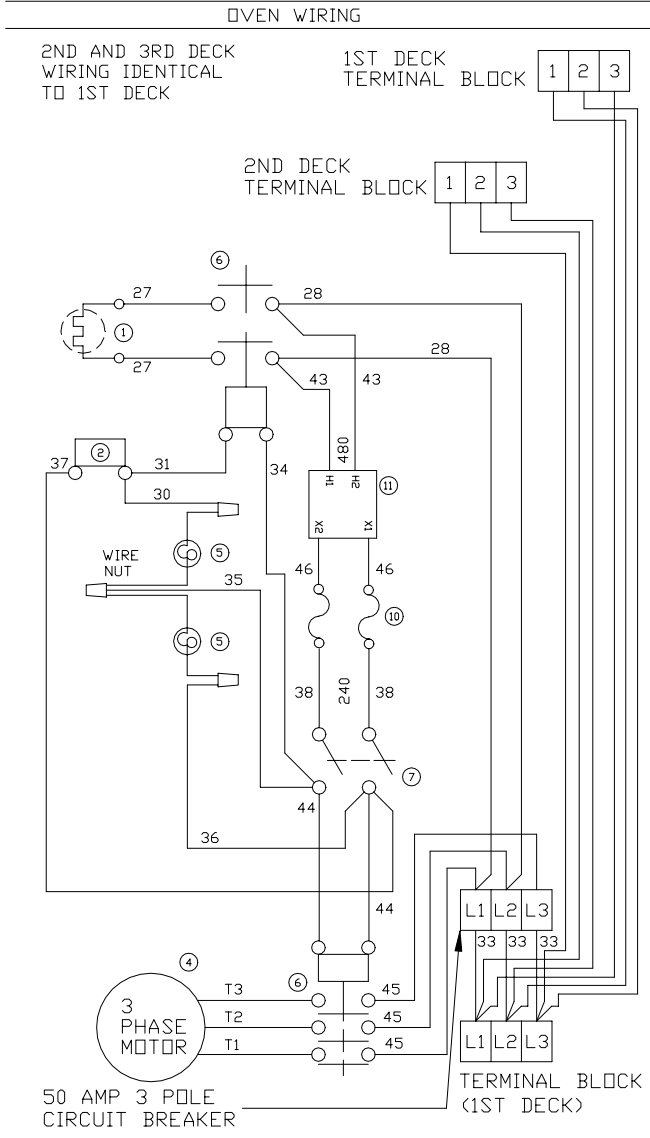 OVEN WIRING
2ND AND 3RD DECK
WIRING IDENTICAL
TO 1ST DECK
1ST DECK
TERMINAL BLOCK
1 2 3
2ND DECK
TERMINAL BLOCK
1 2 3
6
27
28
1
27
28
43
43
480
37
2
31
34
H1
H2
11
30
X2
X1
WIRE
NUT
5
46
46
35
10
5
38
240
38
7
44
36
44
L1 L2 L3
33
33
33
4
6
T3
45
3
PHASE
MOTOR
T2
45
T1
45
L1 L2 L3
50 AMP 3 POLE
CIRCUIT BREAKER
TERMINAL BLOCK
(1ST DECK)